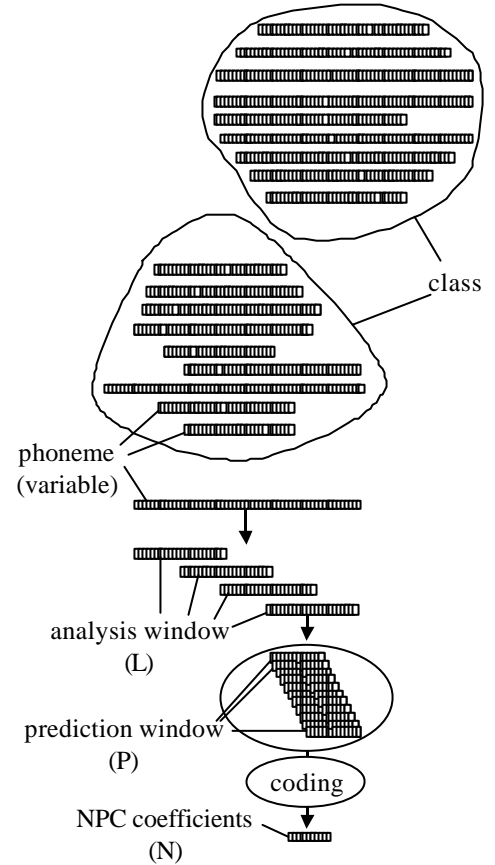 class
phoneme
(variable)
analysis window
(L)
prediction window
(P)
coding
NPC coefficients
(N)